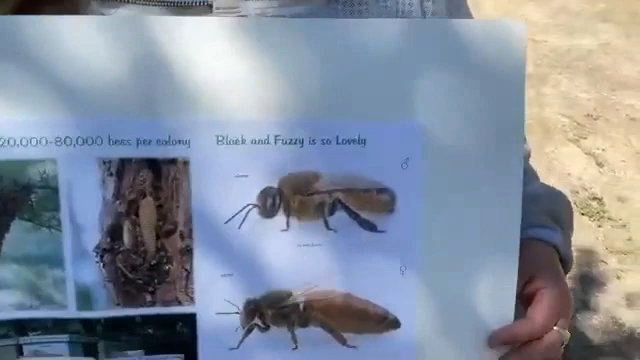 20,000-80,000 bees per colony
Black and Fuzzy is so Lovely
♂
♀